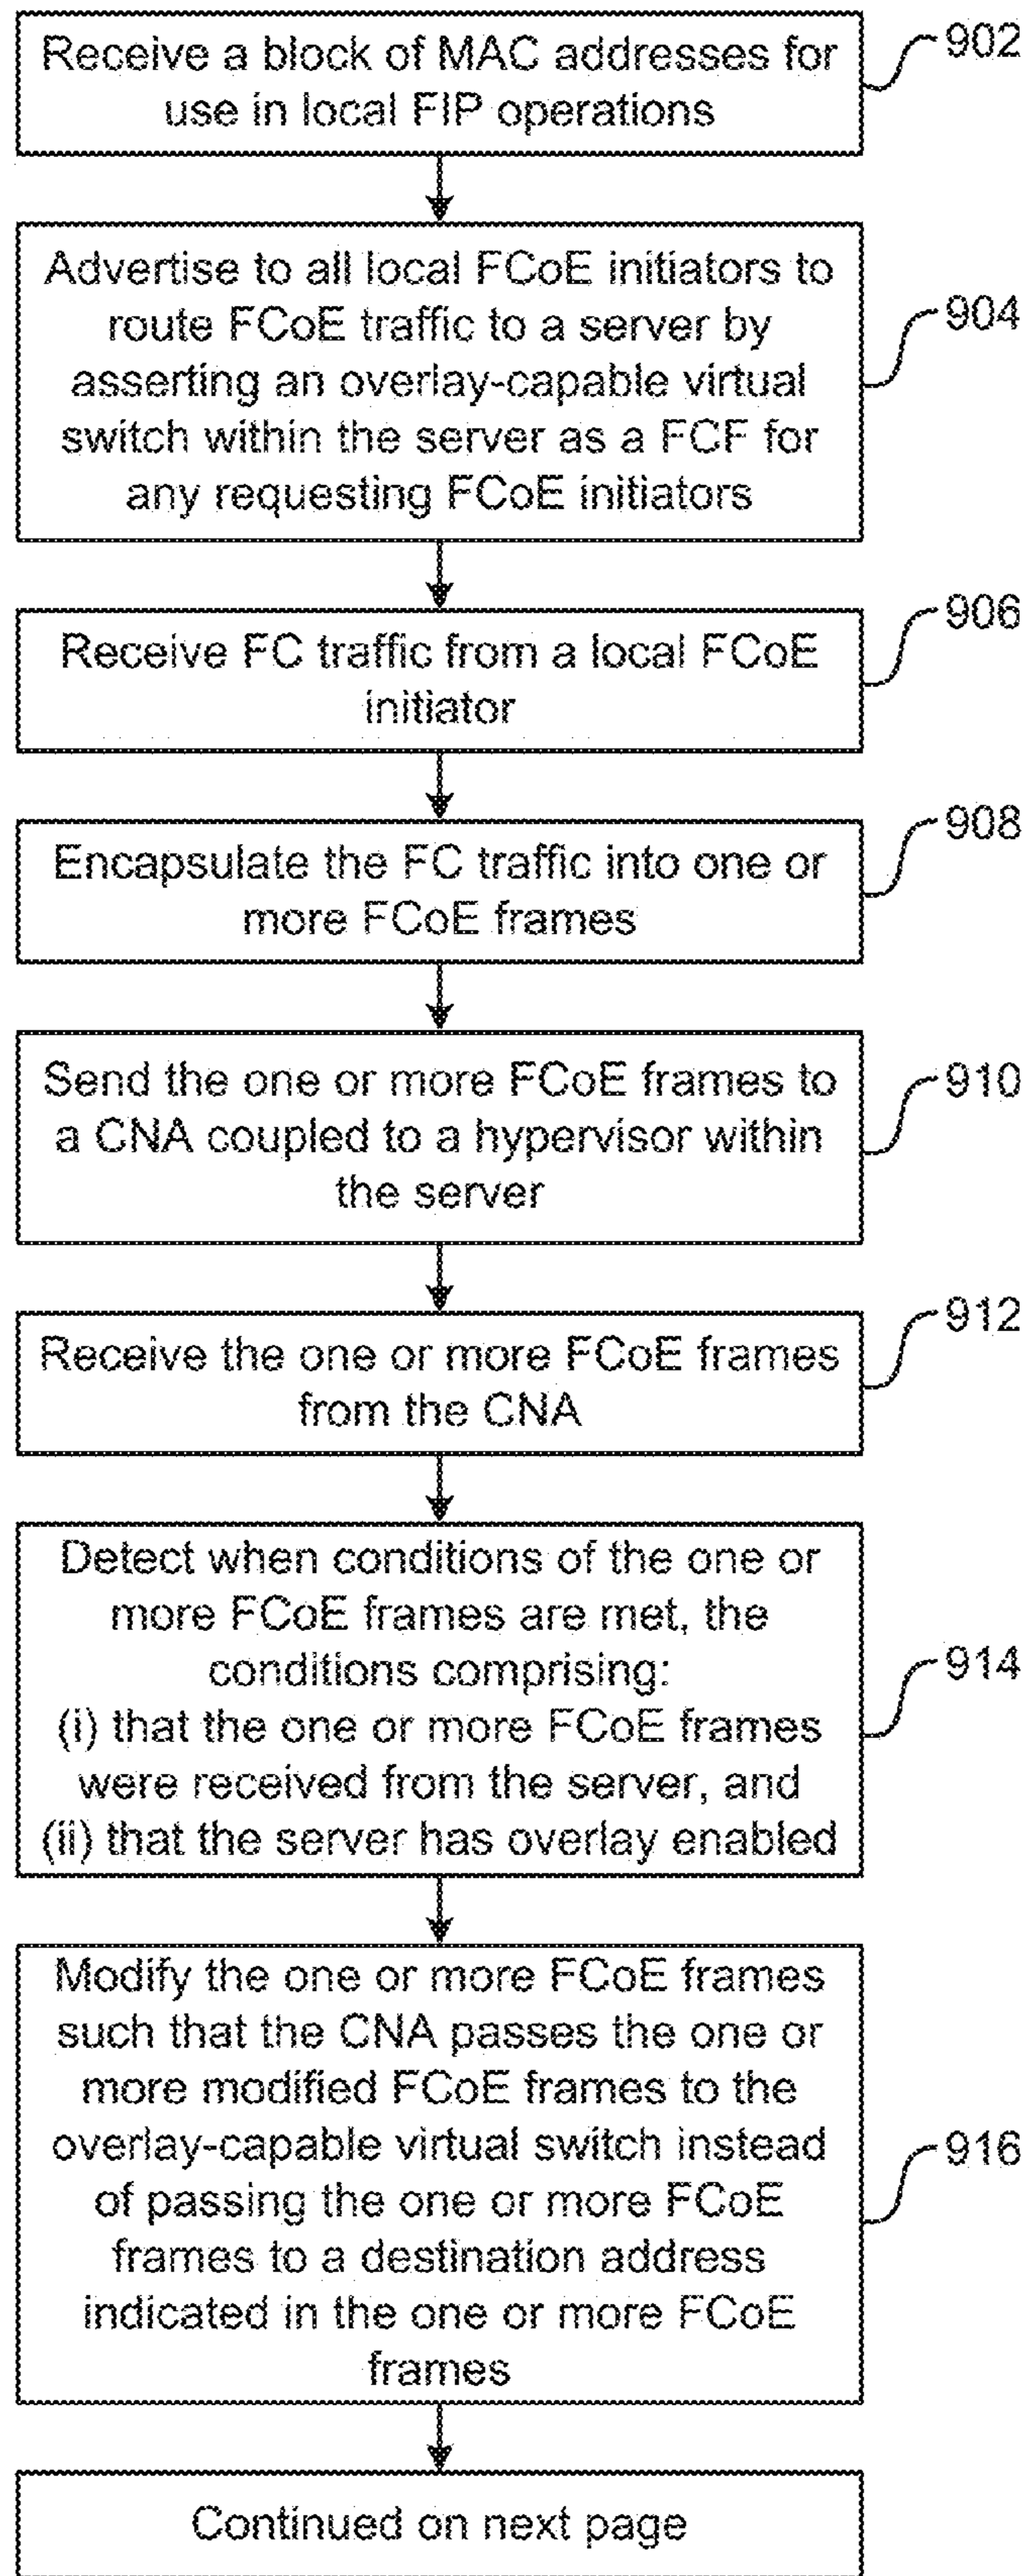 Receive a block of MAC addresses for
use in local FIP operations
902
Advertise to all local FCoE initiators to
route FCoE traffic to a server by
asserting an overlay-capable virtual
switch within the server as a FCF for
any requesting FCoE initiators
904
Receive FC traffic from a local FCoE
initiator
906
Encapsulate the FC traffic into one or
more FCoE frames
908
Send the one or more FCoE frames to
a CNA coupled to a hypervisor within
the server
910
Receive the one or more FCoE frames
from the CNA
912
Detect when conditions of the one or
more FCoE frames are met, the
conditions comprising:
(i) that the one or more FCoE frames
were received from the server, and
(ii) that the server has overlay enabled
914
Modify the one or more FCoE frames
such that the CNA passes the one or
more modified FCoE frames to the
overlay-capable virtual switch instead
of passing the one or more FCoE
frames to a destination address
indicated in the one or more FCoE
frames
916
Continued on next page